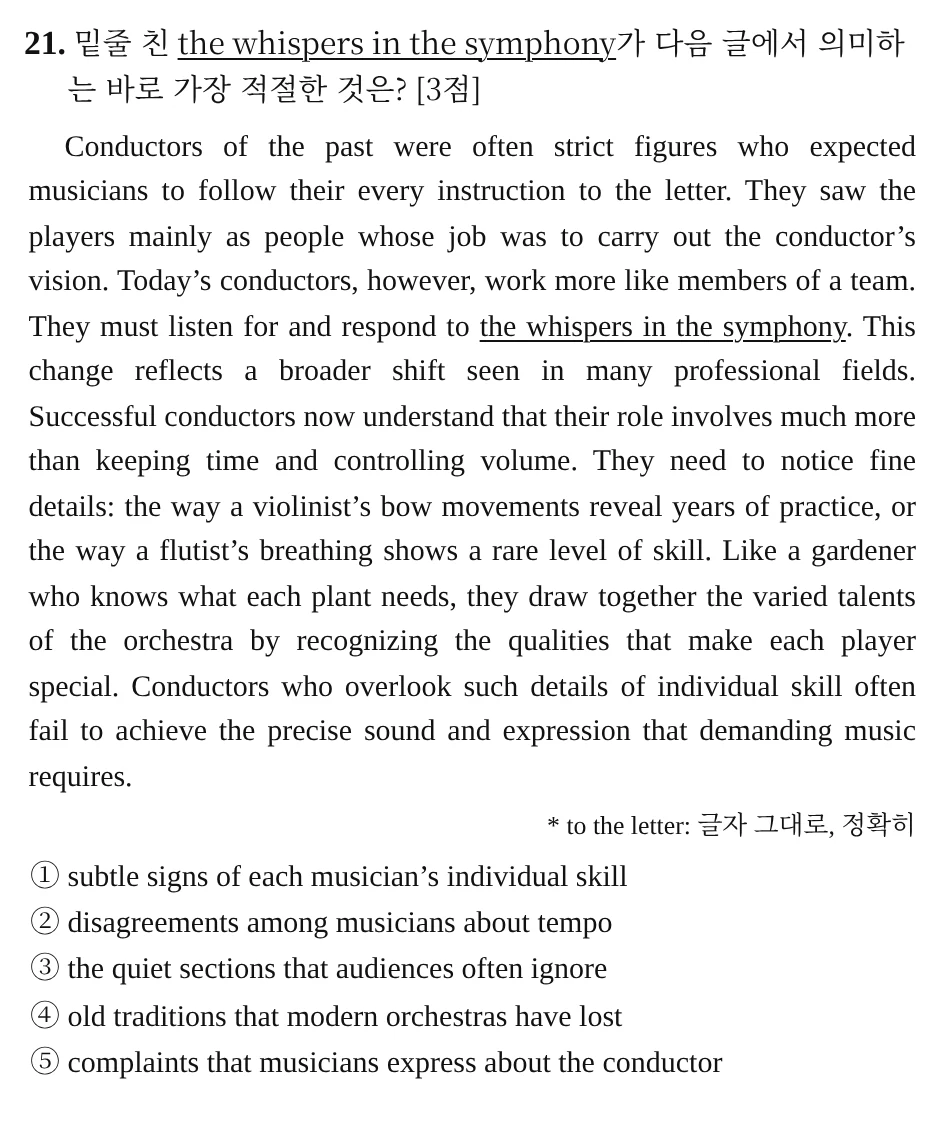 21. 밑줄 친 the whispers in the symphony가 다음 글에서 의미하
는 바로 가장 적절한 것은? [3점]
Conductors of the past were often strict figures who expected
musicians to follow their every instruction to the letter. They saw the
players mainly as people whose job was to carry out the conductor’s
vision. Today’s conductors, however, work more like members of a team.
They must listen for and respond to the whispers in the symphony. This
change reflects a broader shift seen in many professional fields.
Successful conductors now understand that their role involves much more
than keeping time and controlling volume. They need to notice fine
details: the way a violinist’s bow movements reveal years of practice, or
the way a flutist’s breathing shows a rare level of skill. Like a gardener
who knows what each plant needs, they draw together the varied talents
of the orchestra by recognizing the qualities that make each player
special. Conductors who overlook such details of individual skill often
fail to achieve the precise sound and expression that demanding music
requires.
* to the letter: 글자 그대로, 정확히
① subtle signs of each musician’s individual skill
② disagreements among musicians about tempo
③ the quiet sections that audiences often ignore
④ old traditions that modern orchestras have lost
⑤ complaints that musicians express about the conductor